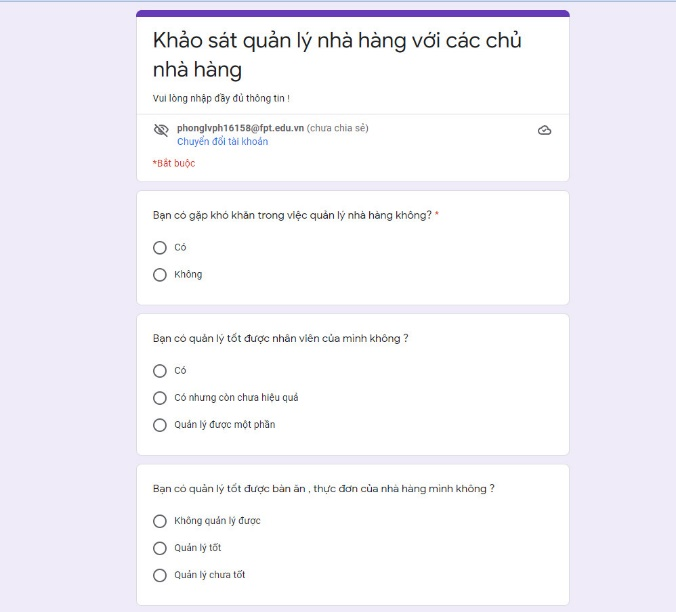 Khảo sát quản lý nhà hàng với các chủ
nhà hàng
Vui lòng nhập đầy đủ thông tin !
phonglvph16158@fpt.edu.vn (chưa chia sẻ)
Chuyển đổi tài khoản
*Bắt buộc
Bạn có gặp khó khăn trong việc quản lý nhà hàng không? *
Có
Không
Bạn có quản lý tốt được nhân viên của mình không ?
Có
Có nhưng còn chưa hiệu quả
Quản lý được một phần
Bạn có quản lý tốt được bàn ăn , thực đơn của nhà hàng mình không ?
Không quản lý được
Quản lý tốt
Quản lý chưa tốt